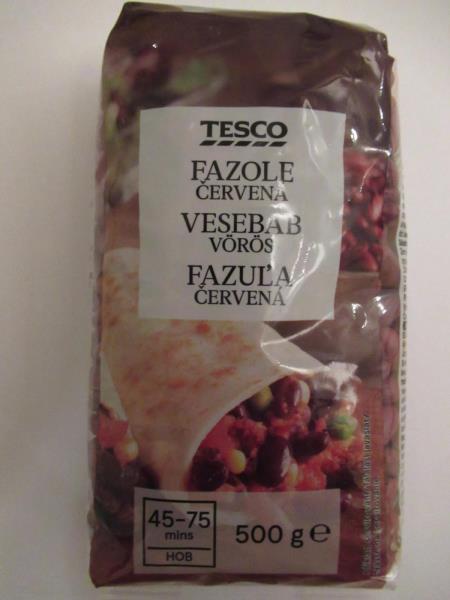 TESCO
FAZOLE
ČERVENÁ
VESEBAB
VÖRÖS
FAZUĽA
ČERVENÁ
45-75
mins
HOB
500 g e